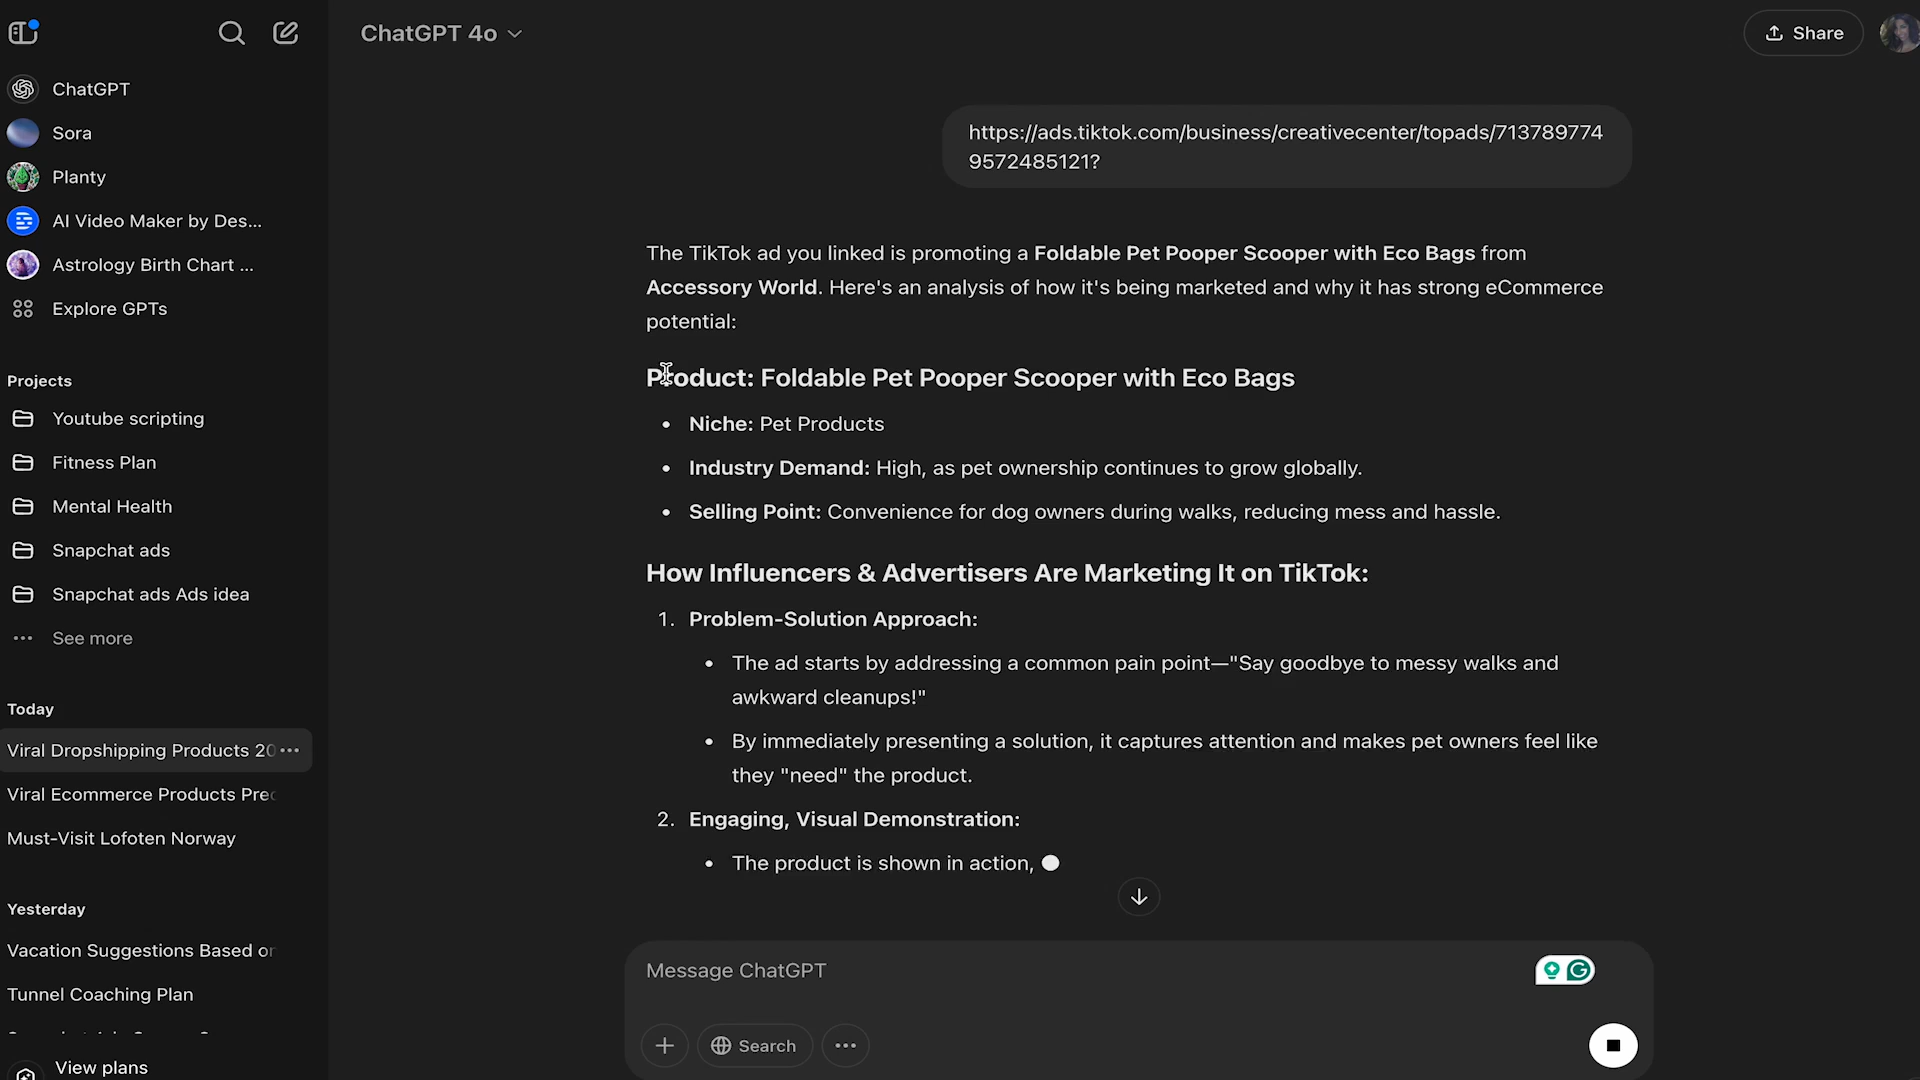 ChatGPT 4o
Share
ChatGPT
Sora
Planty
AI Video Maker by Des...
Astrology Birth Chart ...
Explore GPTs
Projects
Youtube scripting
Fitness Plan
Mental Health
Snapchat ads
Snapchat ads Ads idea
See more
Today
Viral Dropshipping Products 20
Viral Ecommerce Products Prec
Must-Visit Lofoten Norway
Yesterday
Vacation Suggestions Based or
Tunnel Coaching Plan
View plans
https://ads.tiktok.com/business/creativecenter/topads/713789774
9572485121?
The TikTok ad you linked is promoting a Foldable Pet Pooper Scooper with Eco Bags from
Accessory World. Here's an analysis of how it's being marketed and why it has strong eCommerce
potential:
Product: Foldable Pet Pooper Scooper with Eco Bags
• Niche: Pet Products
• Industry Demand: High, as pet ownership continues to grow globally.
• Selling Point: Convenience for dog owners during walks, reducing mess and hassle.
How Influencers & Advertisers Are Marketing It on TikTok:
1. Problem-Solution Approach:
• The ad starts by addressing a common pain point—"Say goodbye to messy walks and
awkward cleanups!"
• By immediately presenting a solution, it captures attention and makes pet owners feel like
they "need" the product.
2. Engaging, Visual Demonstration:
• The product is shown in action,
Message ChatGPT
Search